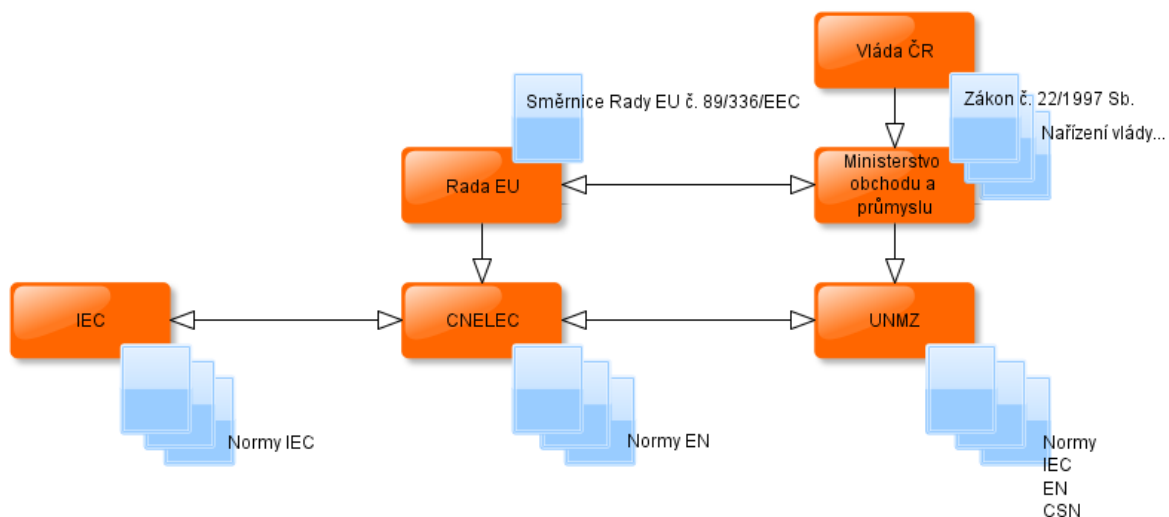 Vláda ČR
Směrnice Rady EU č. 89/336/EEC
Zákon č. 22/1997 Sb.
Nařízení vlády...
Rada EU
Ministerstvo
obchodu a
průmyslu
IEC
CNELEC
UNMZ
Normy IEC
Normy EN
Normy
IEC
EN
CSN